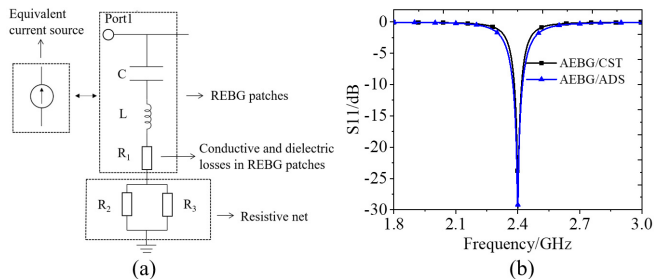 Equivalent
current source
Port1
C
L
R1
REBG patches
Conductive and dielectric
losses in REBG patches
R2
R3
Resistive net
(a)
S11/dB
0
-5
-10
-15
-20
-25
-30
AEBG/CST
AEBG/ADS
1.8 2.1 2.4 2.7 3.0
Frequency/GHz
(b)